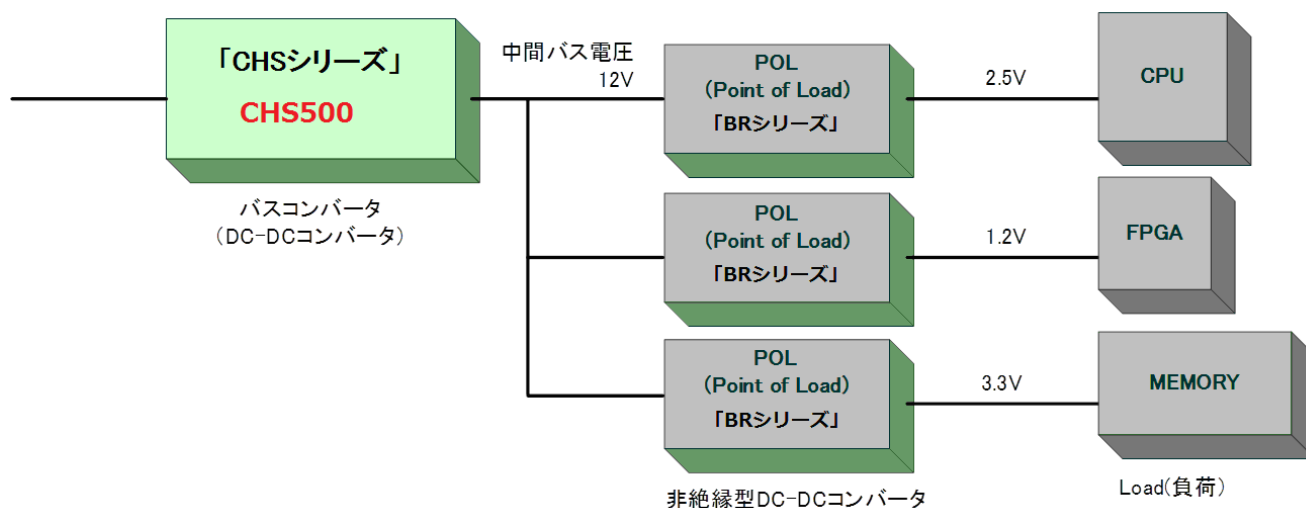 「CHSシリーズ」
CHS500
バスコンバータ
(DC-DCコンバータ)
中間バス電圧
12V
POL
(Point of Load)
「BRシリーズ」
2.5V
CPU
POL
(Point of Load)
「BRシリーズ」
1.2V
FPGA
POL
(Point of Load)
「BRシリーズ」
3.3V
MEMORY
非絶縁型DC-DCコンバータ
Load(負荷)